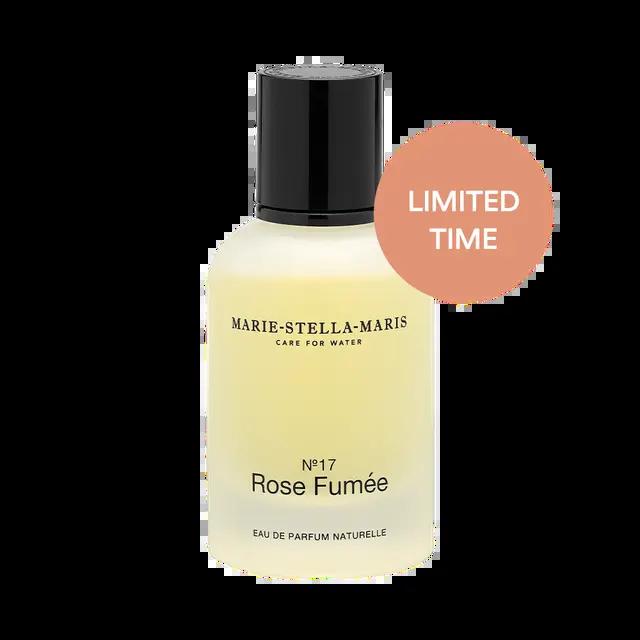 LIMITED
TIME
MARIE-STELLA-MARIS
CARE FOR WATER
Nº17
Rose Fumée
EAU DE PARFUM NATURELLE